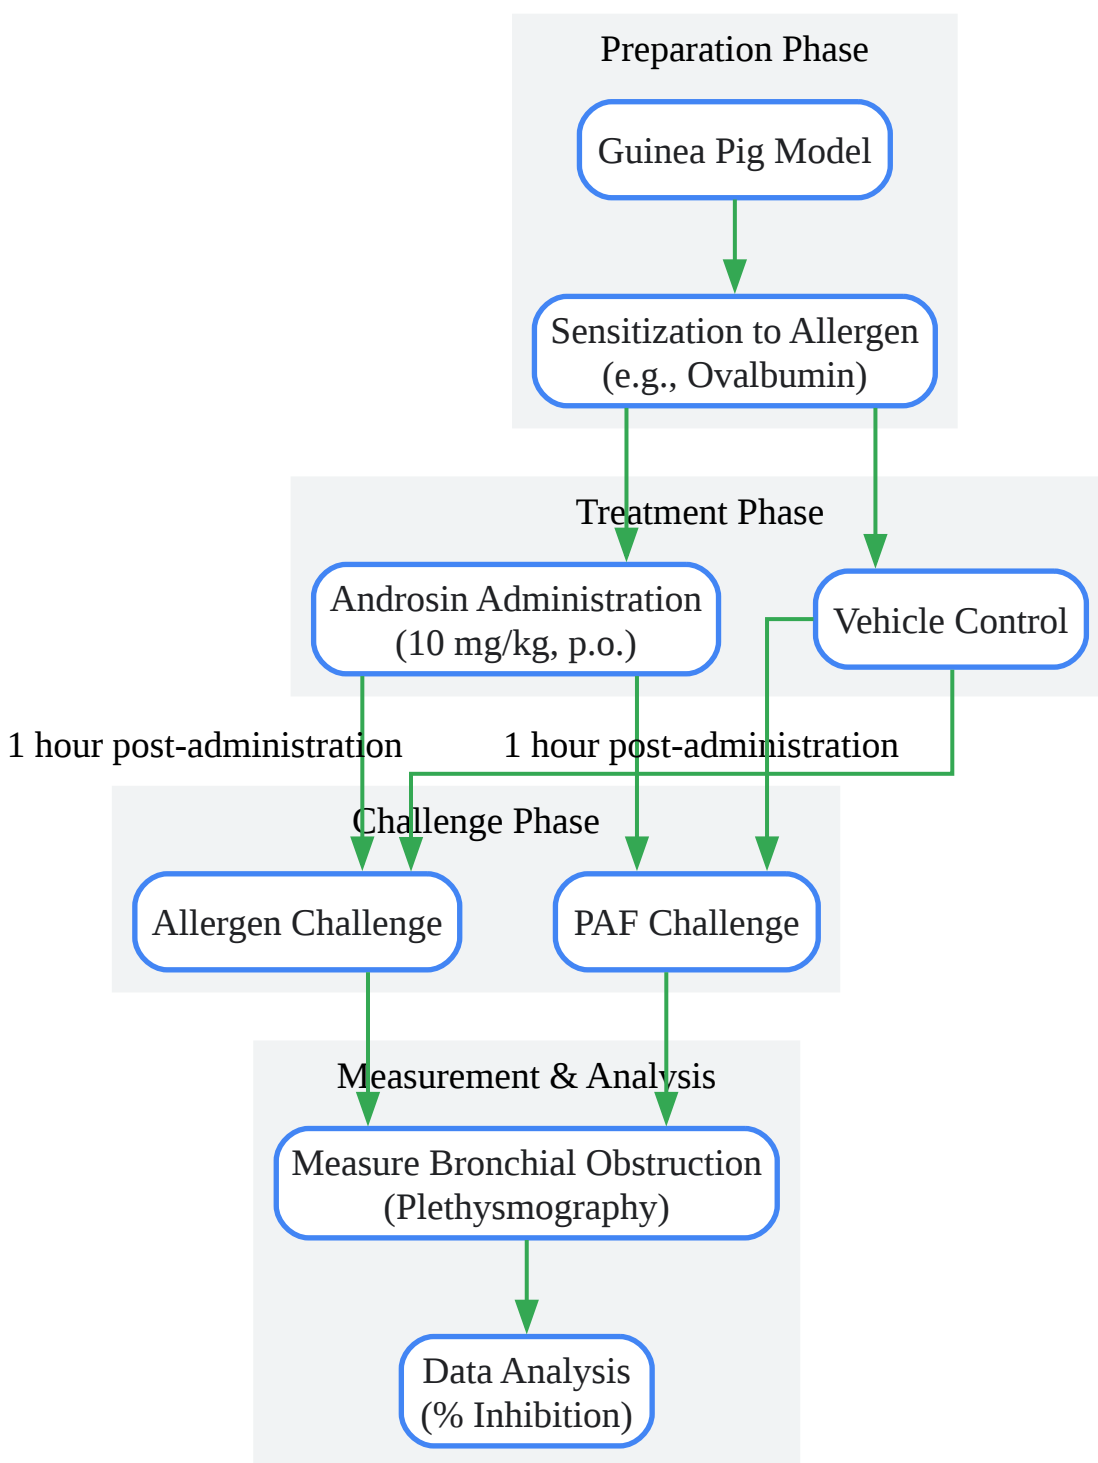 Preparation Phase
Guinea Pig Model
Sensitization to Allergen
(e.g., Ovalbumin)
Treatment Phase
Androsin Administration
(10 mg/kg, p.o.)
Vehicle Control
1 hour post-administration
1 hour post-administration
Challenge Phase
Allergen Challenge
PAF Challenge
Measurement & Analysis
Measure Bronchial Obstruction
(Plethysmography)
Data Analysis
(% Inhibition)